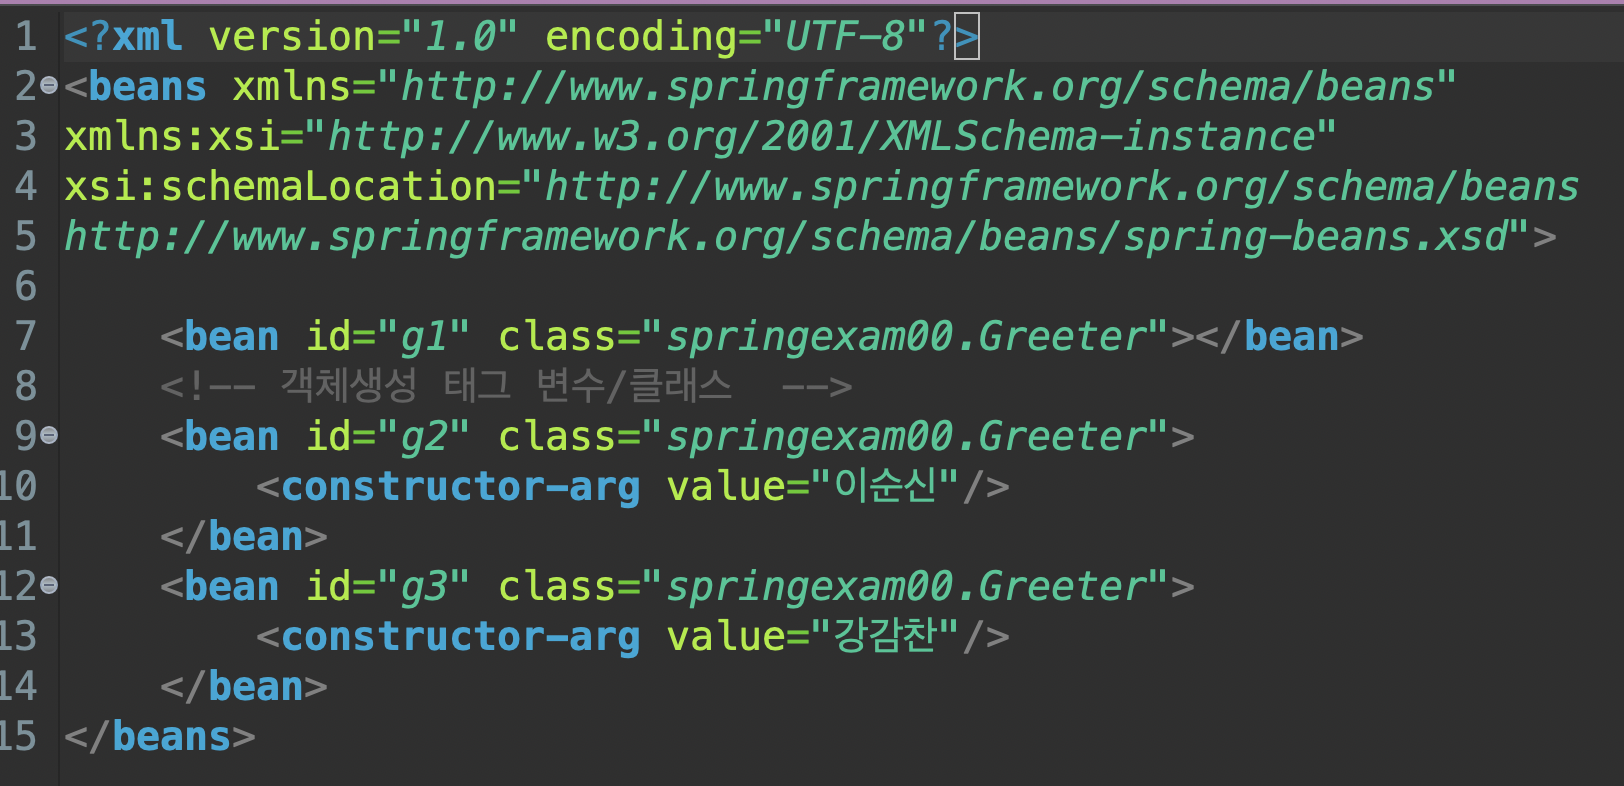 1 <?xml version="1.0" encoding="UTF-8"?>
2 <beans xmlns="http://www.springframework.org/schema/beans"
3 xmlns:xsi="http://www.w3.org/2001/XMLSchema-instance"
4 xsi:schemaLocation="http://www.springframework.org/schema/beans
5 http://www.springframework.org/schema/beans/spring-beans.xsd">
6
7     <bean id="g1" class="springexam00.Greeter"></bean>
8     <!-- 객체생성 태그 변수/클래스  -->
9     <bean id="g2" class="springexam00.Greeter">
10         <constructor-arg value="이순신"/>
11     </bean>
12     <bean id="g3" class="springexam00.Greeter">
13         <constructor-arg value="강감찬"/>
14     </bean>
15 </beans>